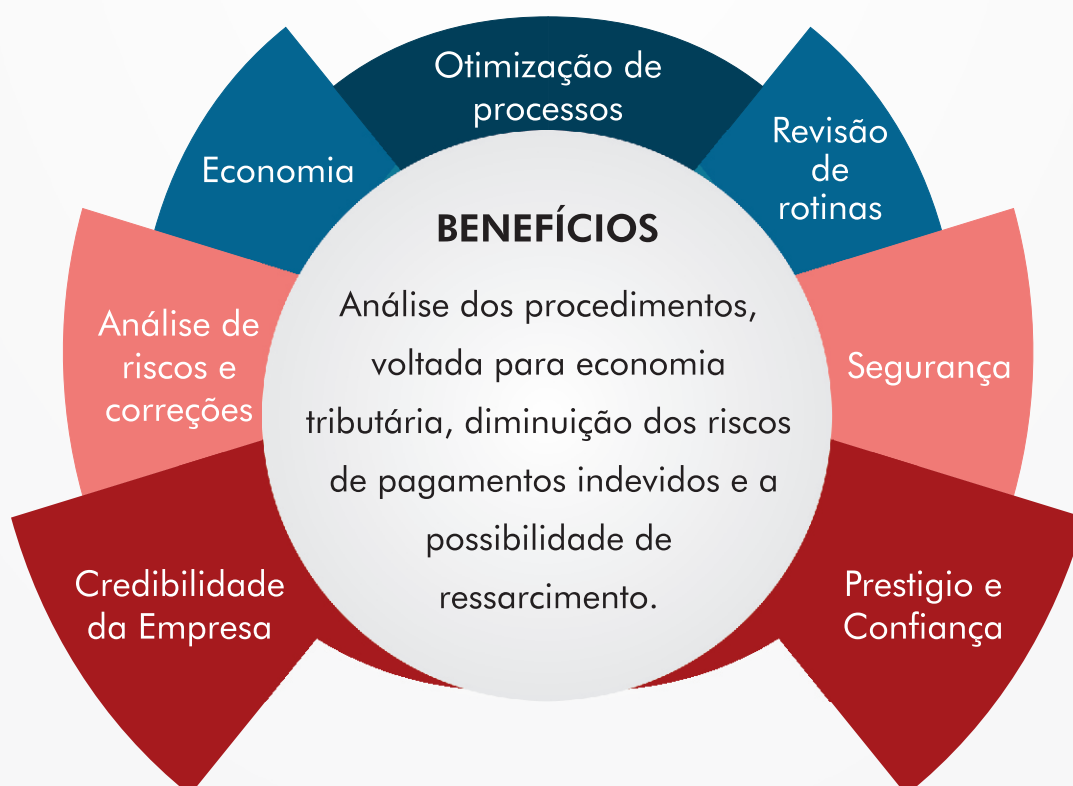 Otimização de
processos
Economia
Revisão
de
rotinas
BENEFÍCIOS
Análise dos procedimentos,
voltada para economia
tributária, diminuição dos riscos
de pagamentos indevidos e a
possibilidade de
ressarcimento.
Análise de
riscos e
correções
Segurança
Credibilidade
da Empresa
Prestigio e
Confiança